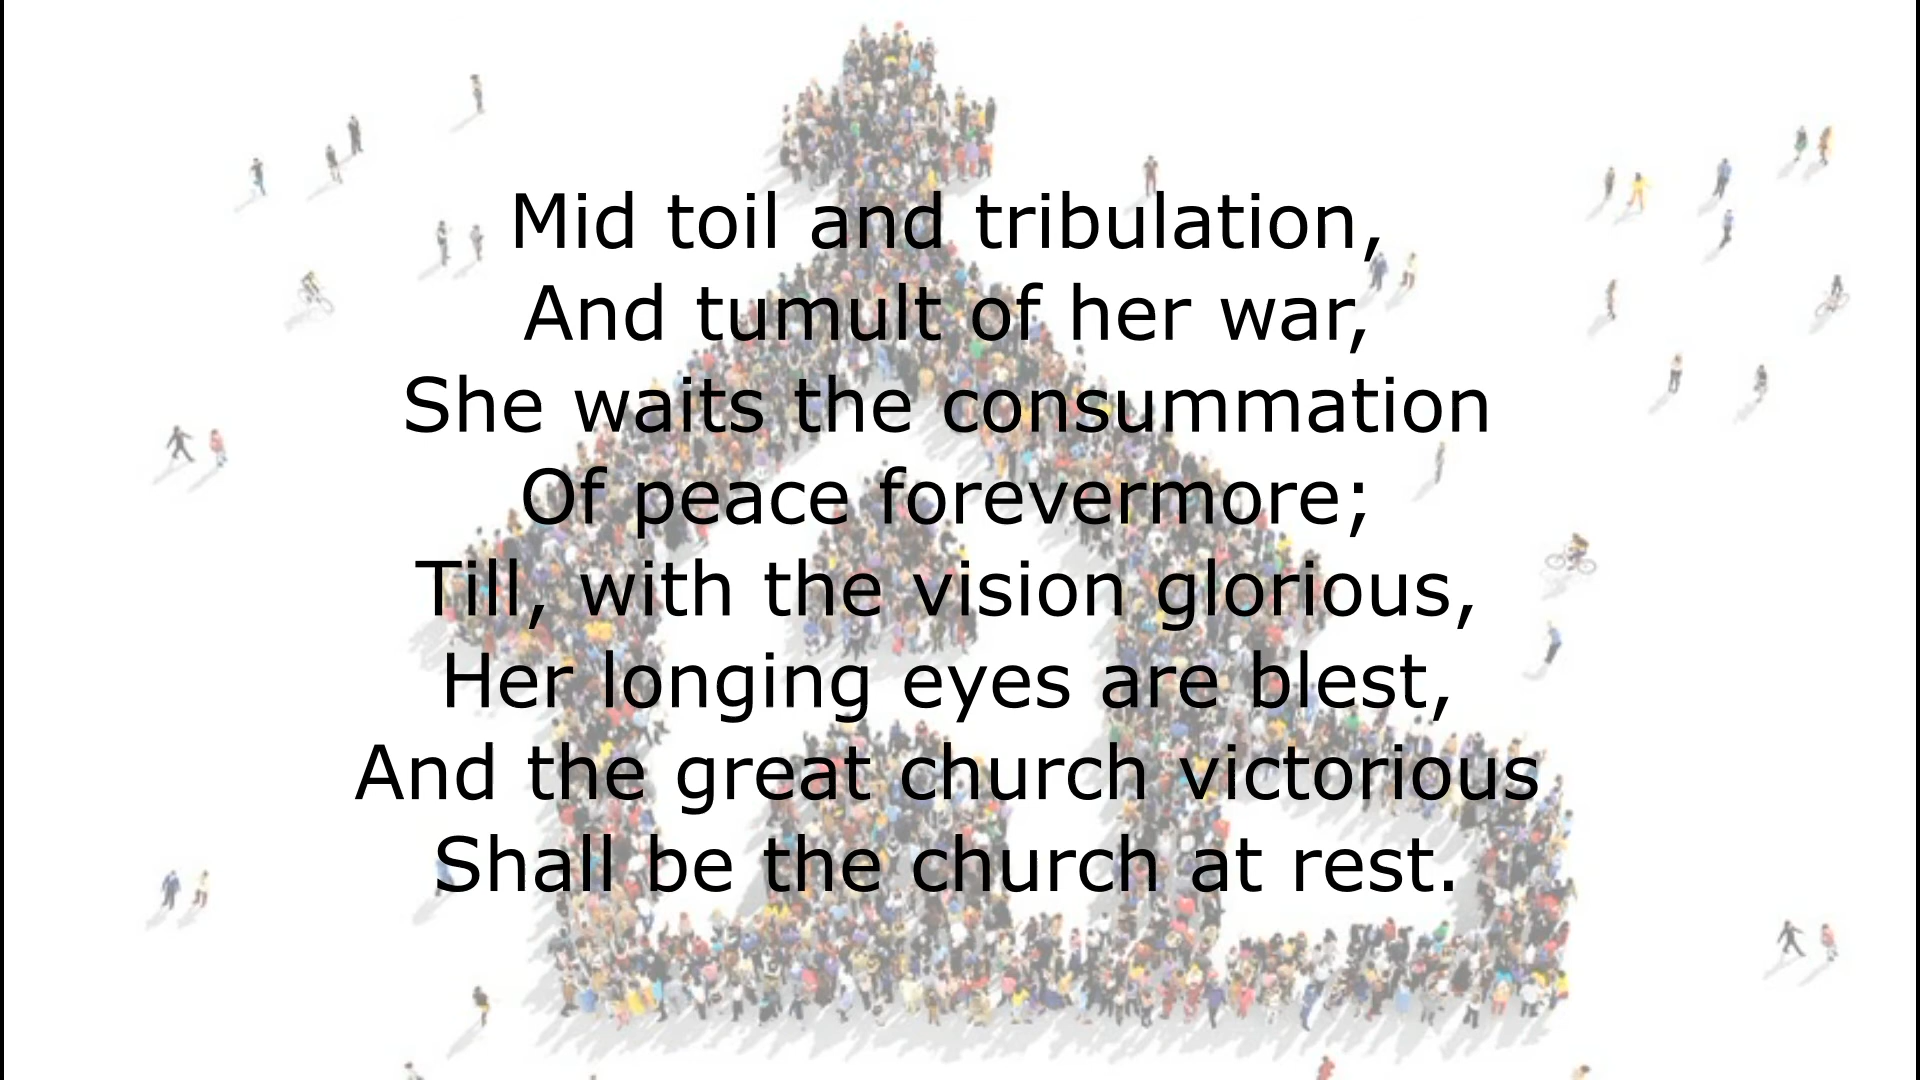 Mid toil and tribulation,
And tumult of her war,
She waits the consummation
Of peace forevermore;
Till, with the vision glorious,
Her longing eyes are blest,
And the great church victorious
Shall be the church at rest.